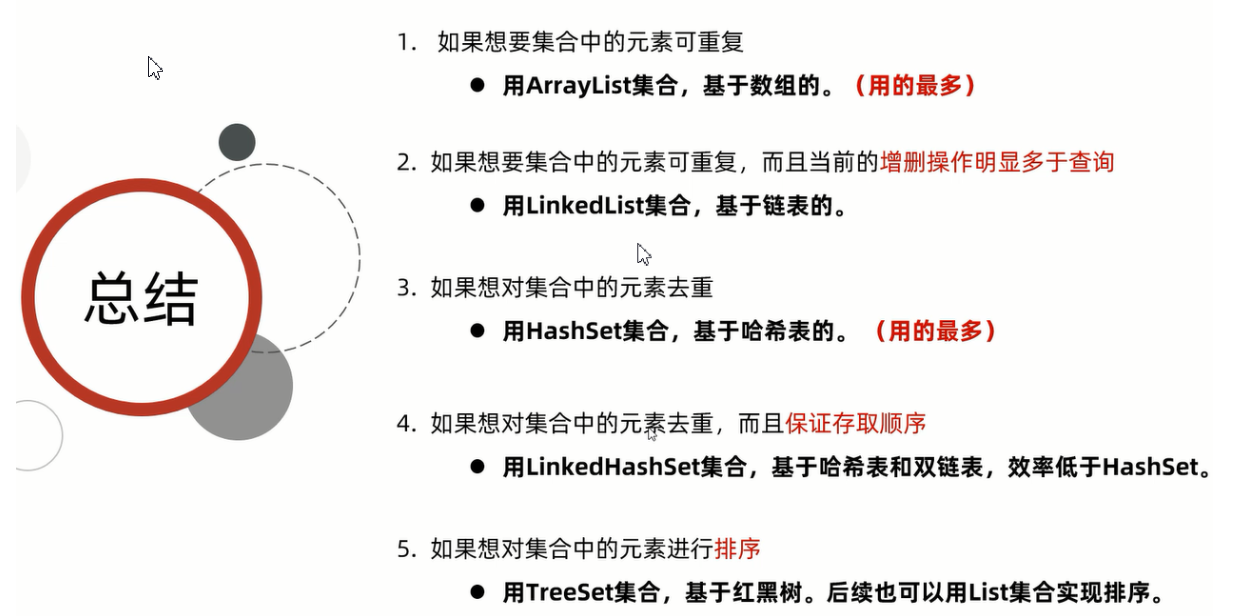 总结
1. 如果想要集合中的元素可重复
● 用ArrayList集合，基于数组的。（用的最多）
2. 如果想要集合中的元素可重复，而且当前的增删操作明显多于查询
● 用LinkedList集合，基于链表的。
3. 如果想对集合中的元素去重
● 用HashSet集合，基于哈希表的。（用的最多）
4. 如果想对集合中的元素去重，而且保证存取顺序
● 用LinkedHashSet集合，基于哈希表和双链表，效率低于HashSet。
5. 如果想对集合中的元素进行排序
● 用TreeSet集合，基于红黑树。后续也可以用List集合实现排序。